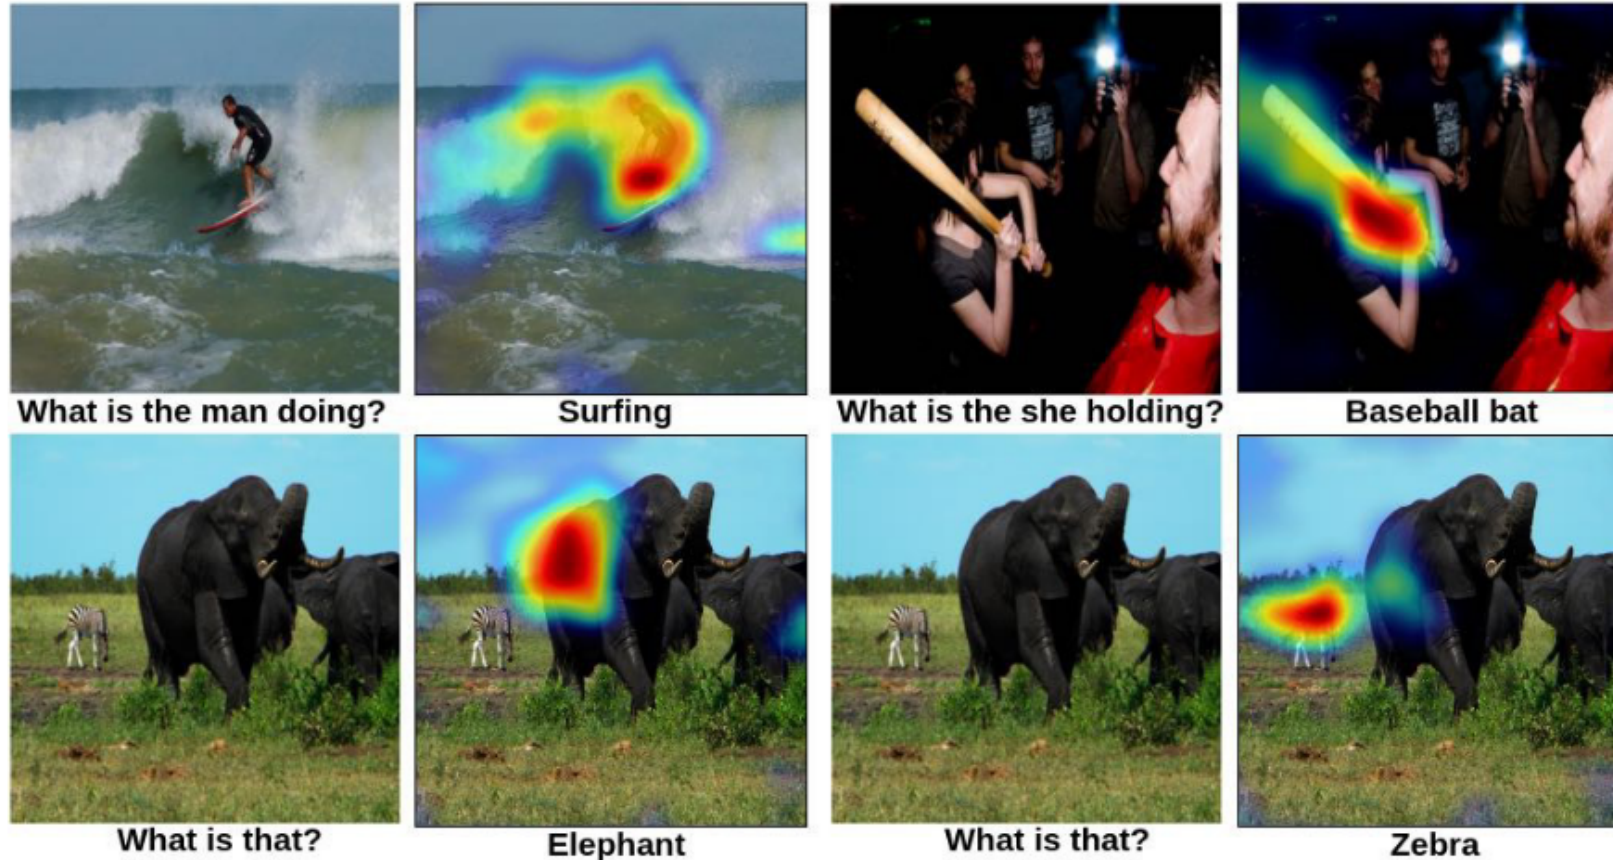 What is the man doing?
Surfing
What is the she holding?
Baseball bat
What is that?
Elephant
What is that?
Zebra